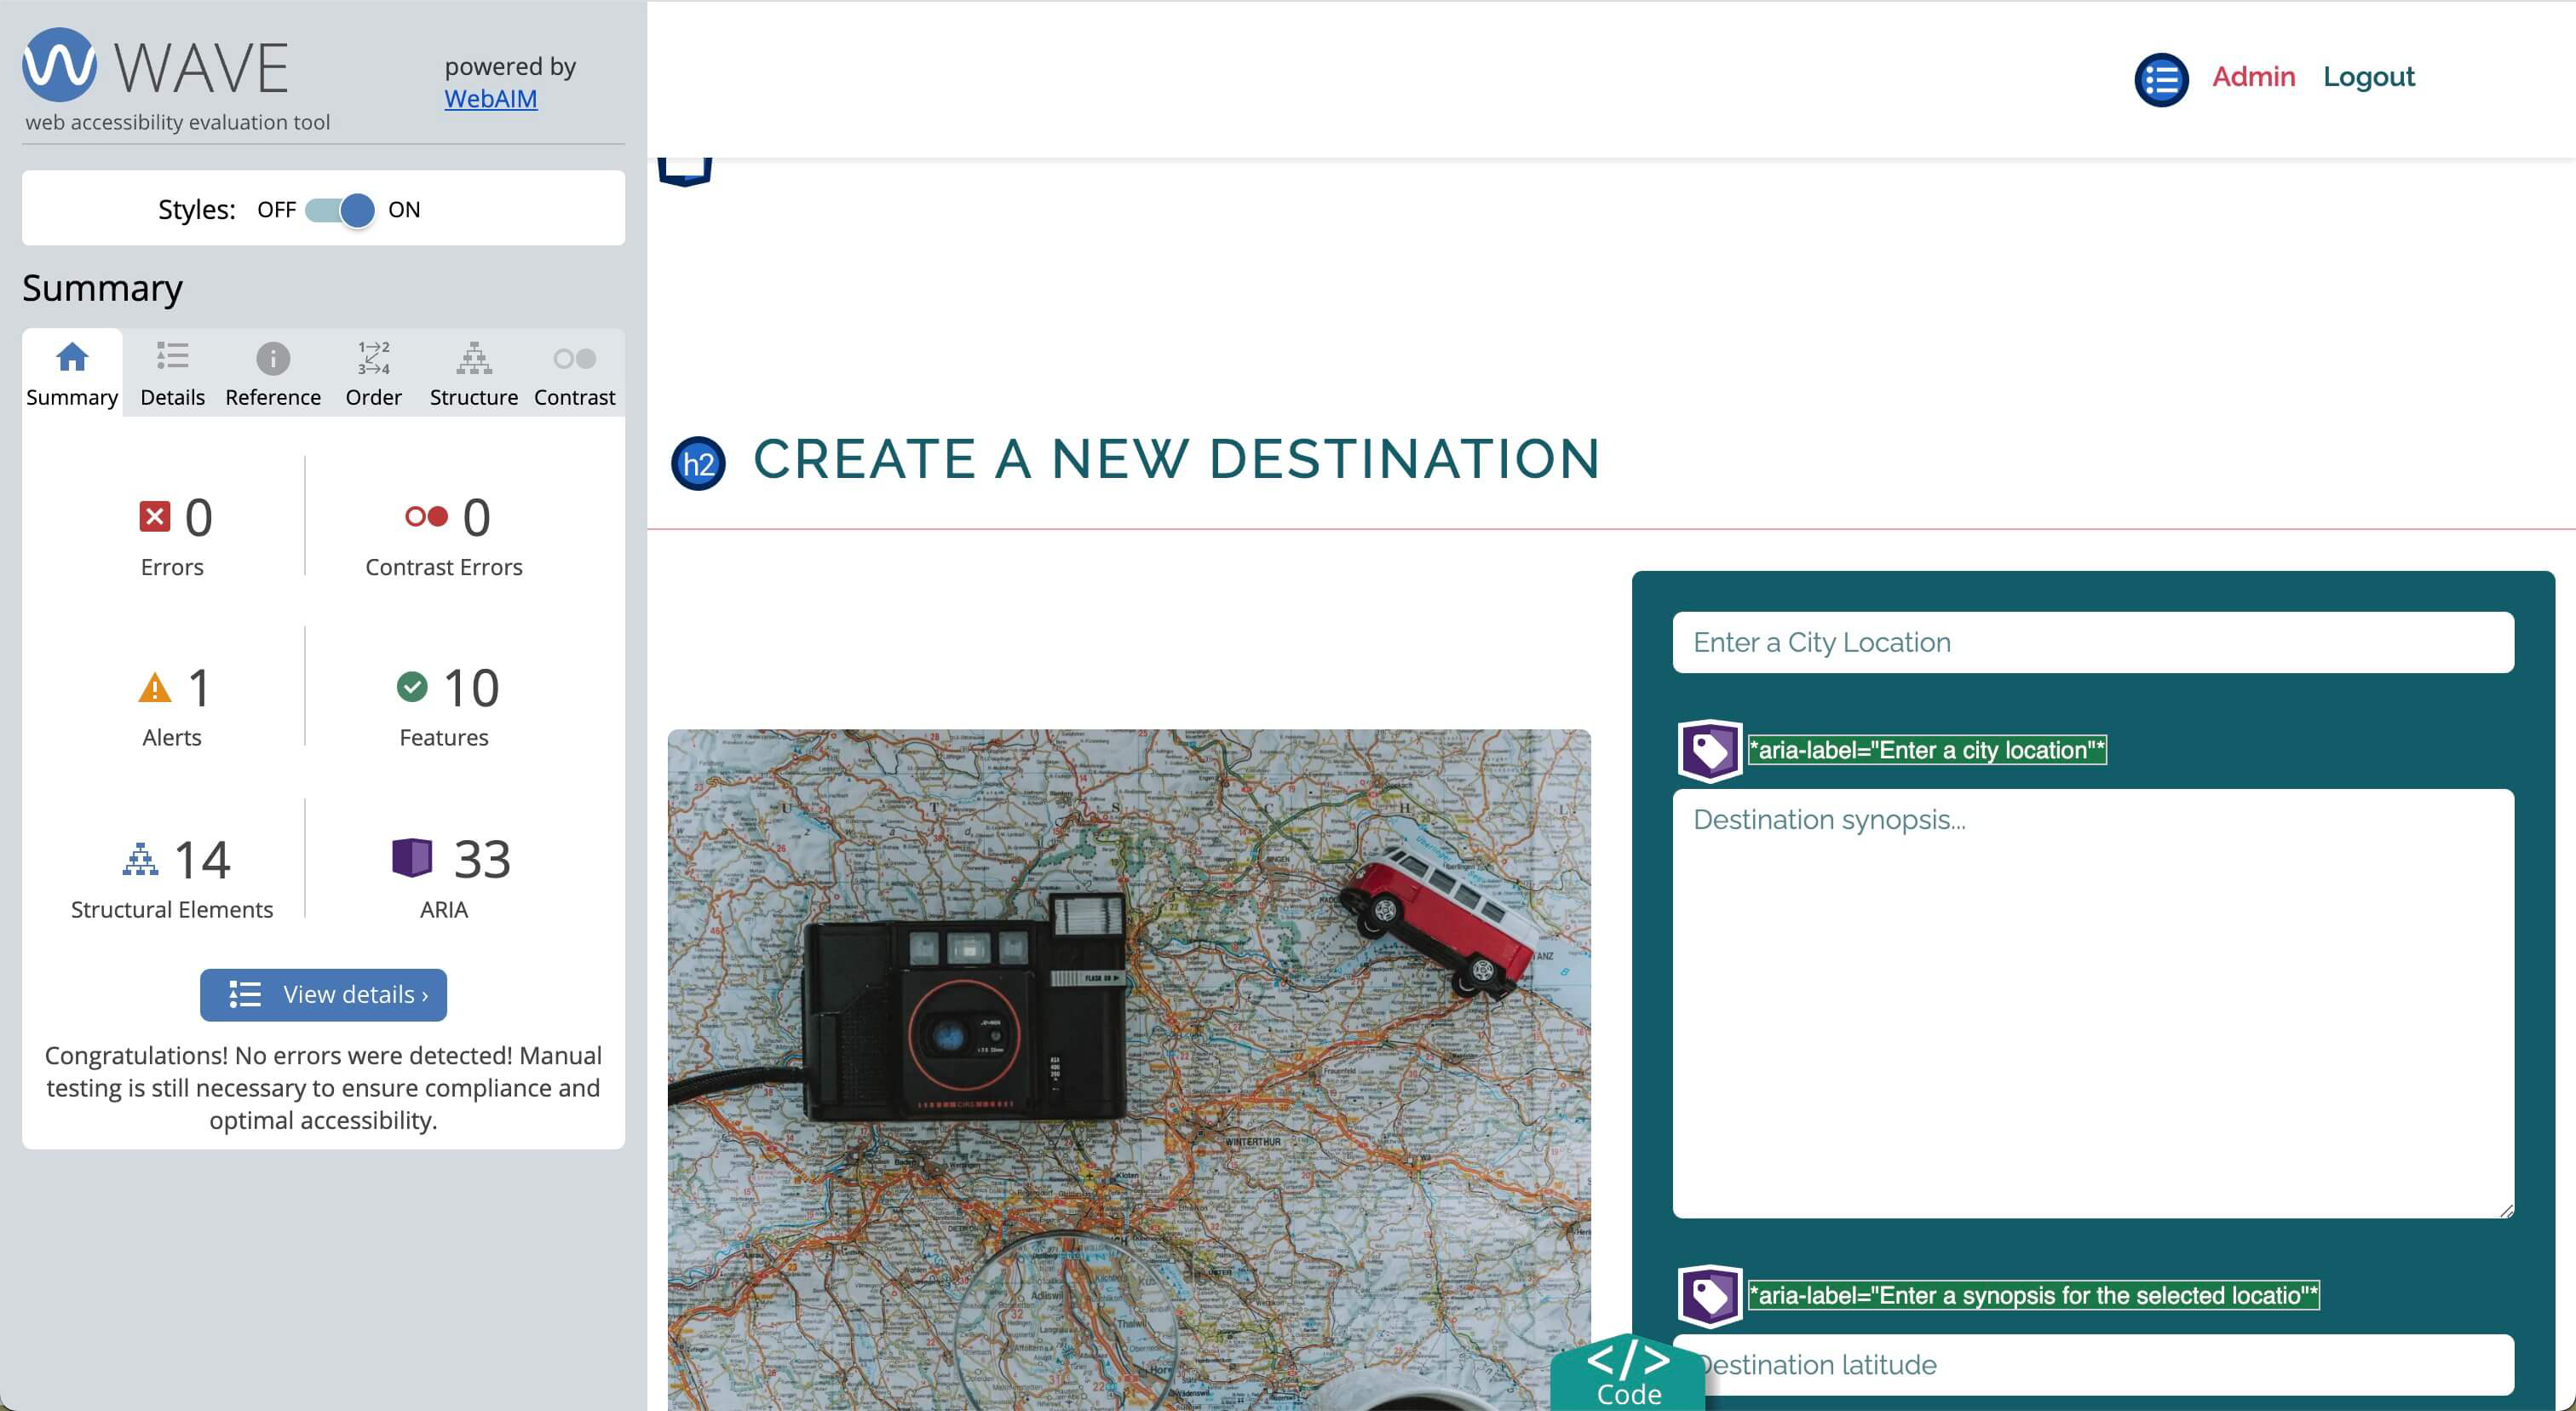 WAVE
powered by
WebAIM
web accessibility evaluation tool
Styles: OFF ON
Summary
Summary Details Reference Order Structure Contrast
0 Errors
0 Contrast Errors
1 Alerts
10 Features
14 Structural Elements
33 ARIA
View details ›
Congratulations! No errors were detected! Manual
testing is still necessary to ensure compliance and
optimal accessibility.
Admin Logout
h2 CREATE A NEW DESTINATION
Enter a City Location
*aria-label="Enter a city location"*
Destination synopsis...
*aria-label="Enter a synopsis for the selected locatio"*
Destination latitude
WINTERTHUR
Kloten
Thalwil
</> Code